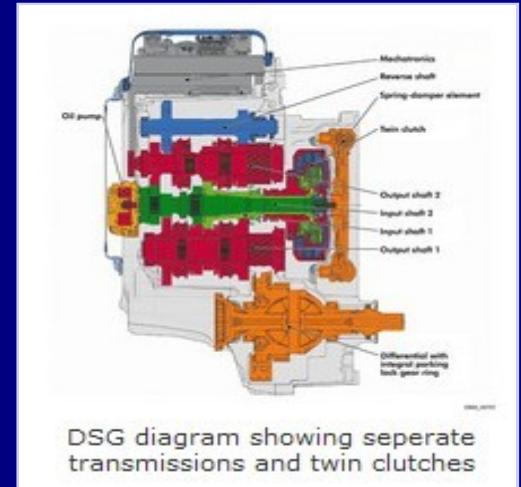 Mechatronics
Reverse shaft
Spring-damper element
Oil pump
Twin clutch
Output shaft 2
Input shaft 2
Input shaft 1
Output shaft 1
Differential with
integral parking
lock gear ring
DSG diagram showing seperate
transmissions and twin clutches